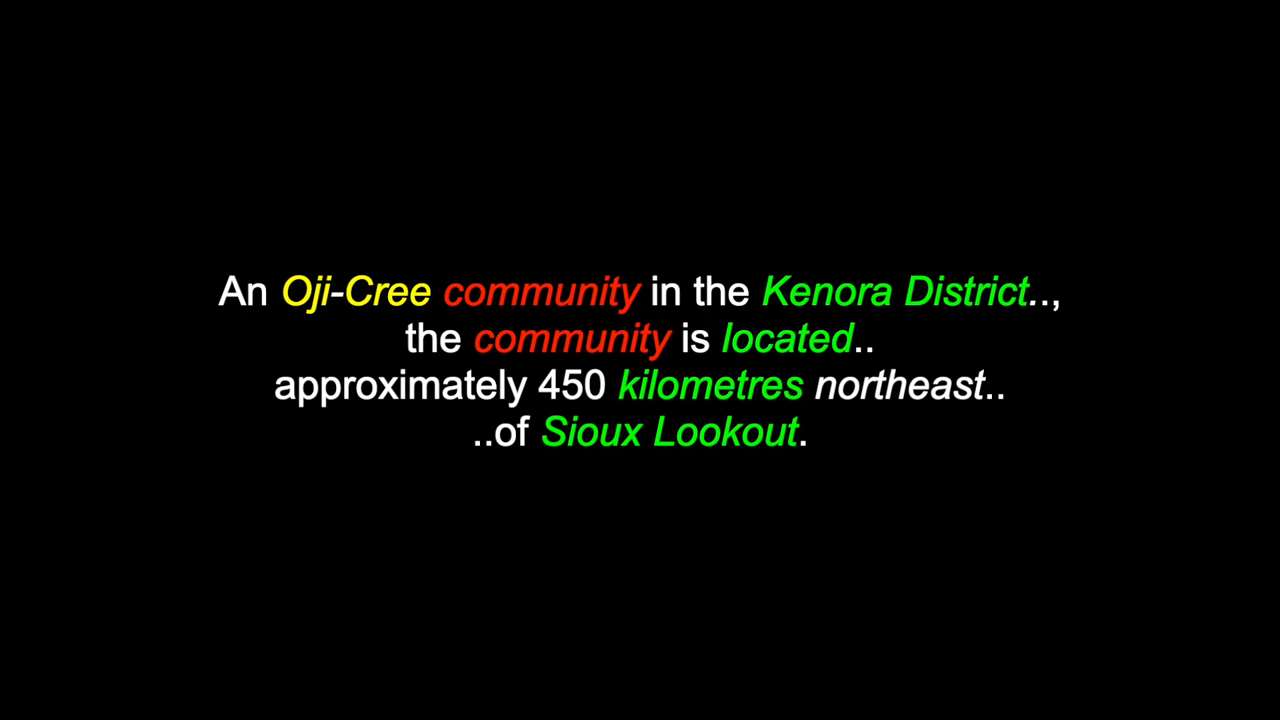 An Oji-Cree community in the Kenora District..,
the community is located..
approximately 450 kilometres northeast..
..of Sioux Lookout.